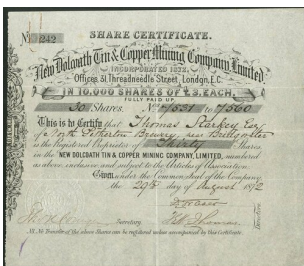 SHARE CERTIFICATE.
No 242
New Dolcoath Tin & Copper Mining Company Limited
INCORPORATED 1872.
Offices, 31 Threadneedle Street, London, E.C.
IN 10,000 SHARES OF £3. EACH,
FULLY PAID UP.
30 Shares. No 7531 to 7560
This is to Certify that Thomas Starkey Esq
of North Petherton Brewery, near Bridgwater
is the Registered Proprietor of Thirty Shares
in the NEW DOLCOATH TIN & COPPER MINING COMPANY, LIMITED, numbered
as above, inclusive, and subject to the Articles of Association.
Given under the Common Seal of the Company,
the 20th day of August 1872
Secretary
Directors
N.B. No Transfer of the above Shares can be registered unless accompanied by this Certificate.